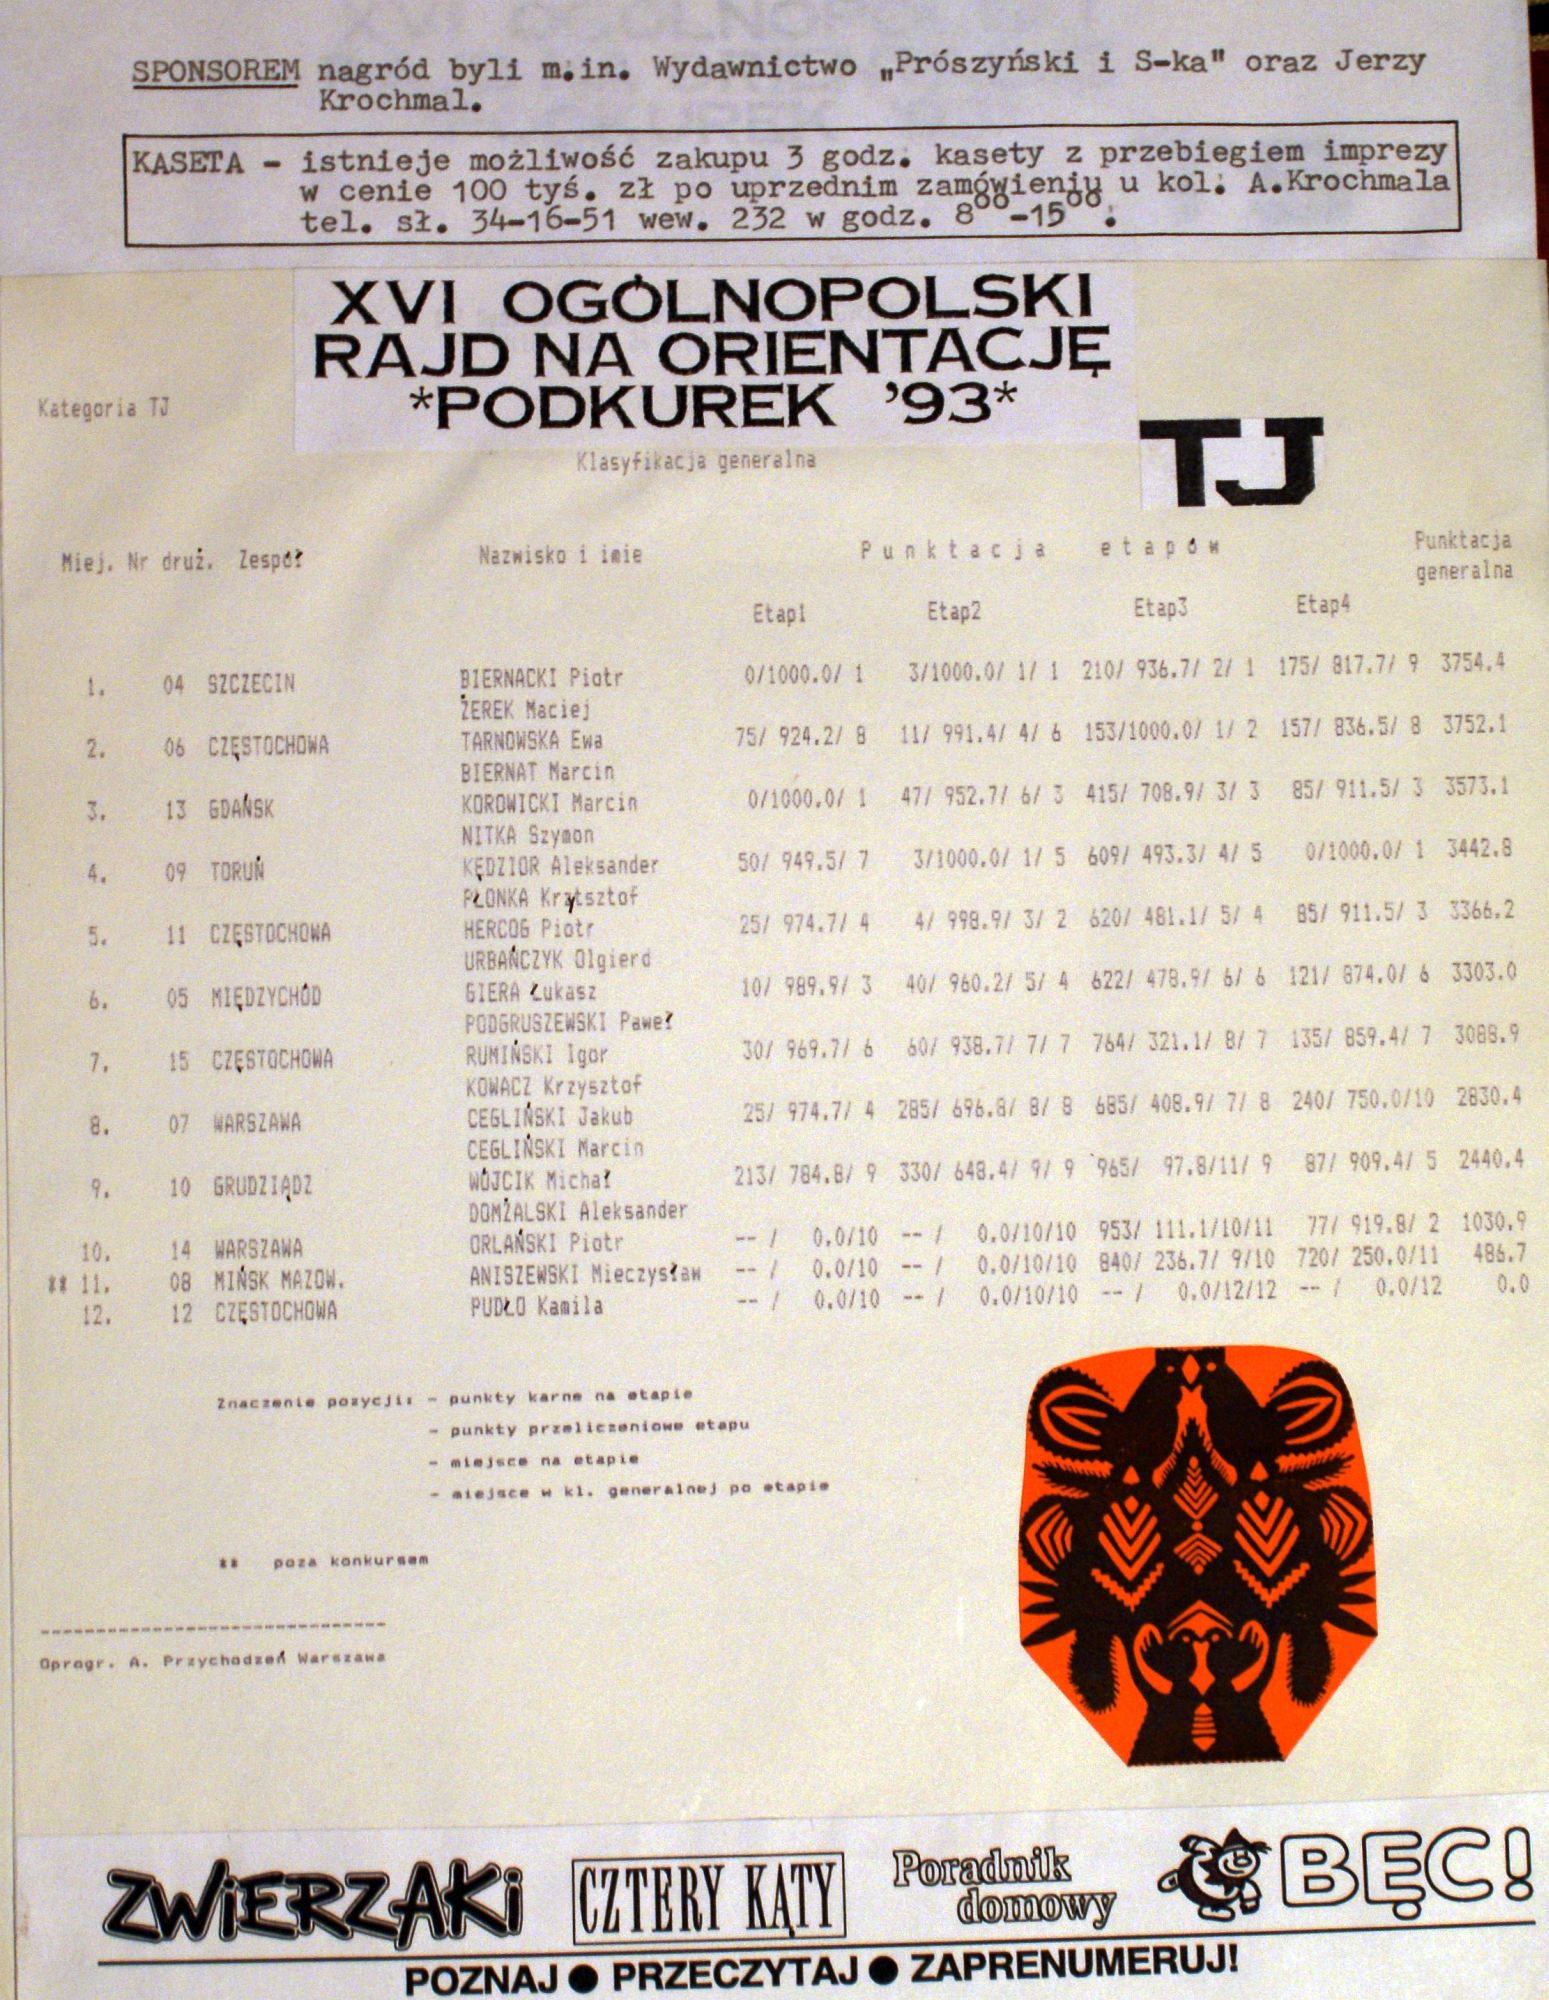 SPONSOREM nagród byli m.in. Wydawnictwo „Prószyński i S-ka" oraz Jerzy
Krochmal.
KASETA - istnieje możliwość zakupu 3 godz. kasety z przebiegiem imprezy
w cenie 100 tyś. zł po uprzednim zamówieniu u kol. A.Krochmala
tel. sł. 34-16-51 wew. 232 w godz. 8⁰⁰-15⁰⁰.
XVI OGÓLNOPOLSKI
RAJD NA ORIENTACJĘ
*PODKUREK '93*
Kategoria TJ
TJ
Klasyfikacja generalna
Miej. Nr druż. Zespół Nazwisko i imie Punktacja etapów Punktacja
generalna
Etap1 Etap2 Etap3 Etap4
1. 04 SZCZECIN BIERNACKI Piotr 0/1000.0/ 1 3/1000.0/ 1/ 1 210/ 936.7/ 2/ 1 175/ 817.7/ 9 3754.4
ŻEREK Maciej
2. 06 CZĘSTOCHOWA TARNOWSKA Ewa 75/ 924.2/ 8 11/ 991.4/ 4/ 6 153/1000.0/ 1/ 2 157/ 836.5/ 8 3752.1
BIERNAT Marcin
3. 13 GDAŃSK KOROWICKI Marcin 0/1000.0/ 1 47/ 952.7/ 6/ 3 415/ 708.9/ 3/ 3 85/ 911.5/ 3 3573.1
NITKA Szymon
4. 09 TORUŃ KĘDZIOR Aleksander 50/ 949.5/ 7 3/1000.0/ 1/ 5 609/ 493.3/ 4/ 5 0/1000.0/ 1 3442.8
PŁONKA Krzytsztof
5. 11 CZĘSTOCHOWA HERCOG Piotr 25/ 974.7/ 4 4/ 998.9/ 3/ 2 620/ 481.1/ 5/ 4 85/ 911.5/ 3 3366.2
URBAŃCZYK Olgierd
6. 05 MIĘDZYCHÓD GIERA Łukasz 10/ 989.9/ 3 40/ 960.2/ 5/ 4 622/ 478.9/ 6/ 6 121/ 874.0/ 6 3303.0
PODGRUSZEWSKI Paweł
7. 15 CZĘSTOCHOWA RUMIŃSKI Igor 30/ 969.7/ 6 60/ 938.7/ 7/ 7 764/ 321.1/ 8/ 7 135/ 859.4/ 7 3088.9
KOWACZ Krzysztof
8. 07 WARSZAWA CEGLIŃSKI Jakub 25/ 974.7/ 4 285/ 696.8/ 8/ 8 685/ 408.9/ 7/ 8 240/ 750.0/10 2830.4
CEGLIŃSKI Marcin
9. 10 GRUDZIĄDZ WÓJCIK Michał 213/ 784.8/ 9 330/ 648.4/ 9/ 9 965/ 97.8/11/ 9 87/ 909.4/ 5 2440.4
DOMŻALSKI Aleksander
10. 14 WARSZAWA ORLAŃSKI Piotr -- / 0.0/10 -- / 0.0/10/10 953/ 111.1/10/11 77/ 919.8/ 2 1030.9
** 11. 08 MIŃSK MAZOW. ANISZEWSKI Mieczysław -- / 0.0/10 -- / 0.0/10/10 840/ 236.7/ 9/10 720/ 250.0/11 486.7
12. 12 CZĘSTOCHOWA PUDŁO Kamila -- / 0.0/10 -- / 0.0/10/10 -- / 0.0/12/12 -- / 0.0/12 0.0
Znaczenie pozycji: - punkty karne na etapie
- punkty przeliczeniowe etapu
- miejsce na etapie
- miejsce w kl. generalnej po etapie
** poza konkursem
Oprogr. A. Przychodzeń Warszawa
ZWIERZAKI CZTERY KĄTY Poradnik domowy BĘC!
POZNAJ ● PRZECZYTAJ ● ZAPRENUMERUJ!